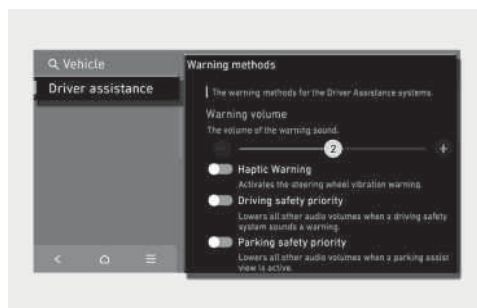 Vehicle
Driver assistance
Warning methods
The warning methods for the Driver Assistance systems.
Warning volume
The volume of the warning sound.
2
Haptic Warning
Activates the steering wheel vibration warning.
Driving safety priority
Lowers all other audio volumes when a driving safety
system sounds a warning.
Parking safety priority
Lowers all other audio volumes when a parking assist
view is active.